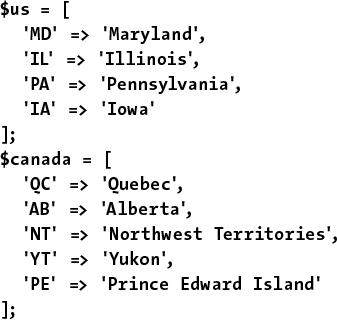 $us = [
  'MD' => 'Maryland',
  'IL' => 'Illinois',
  'PA' => 'Pennsylvania',
  'IA' => 'Iowa'
];
$canada = [
  'QC' => 'Quebec',
  'AB' => 'Alberta',
  'NT' => 'Northwest Territories',
  'YT' => 'Yukon',
  'PE' => 'Prince Edward Island'
];